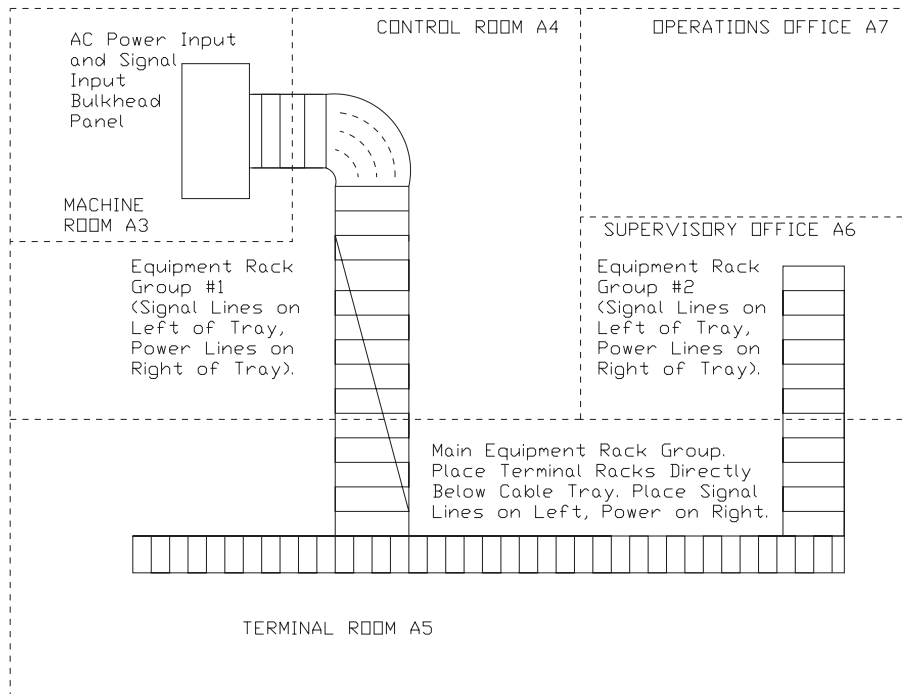 CONTROL ROOM A4
OPERATIONS OFFICE A7
AC Power Input
and Signal
Input
Bulkhead
Panel
MACHINE
ROOM A3
SUPERVISORY OFFICE A6
Equipment Rack
Group #1
(Signal Lines on
Left of Tray,
Power Lines on
Right of Tray).
Equipment Rack
Group #2
(Signal Lines on
Left of Tray,
Power Lines on
Right of Tray).
Main Equipment Rack Group.
Place Terminal Racks Directly
Below Cable Tray. Place Signal
Lines on Left, Power on Right.
TERMINAL ROOM A5